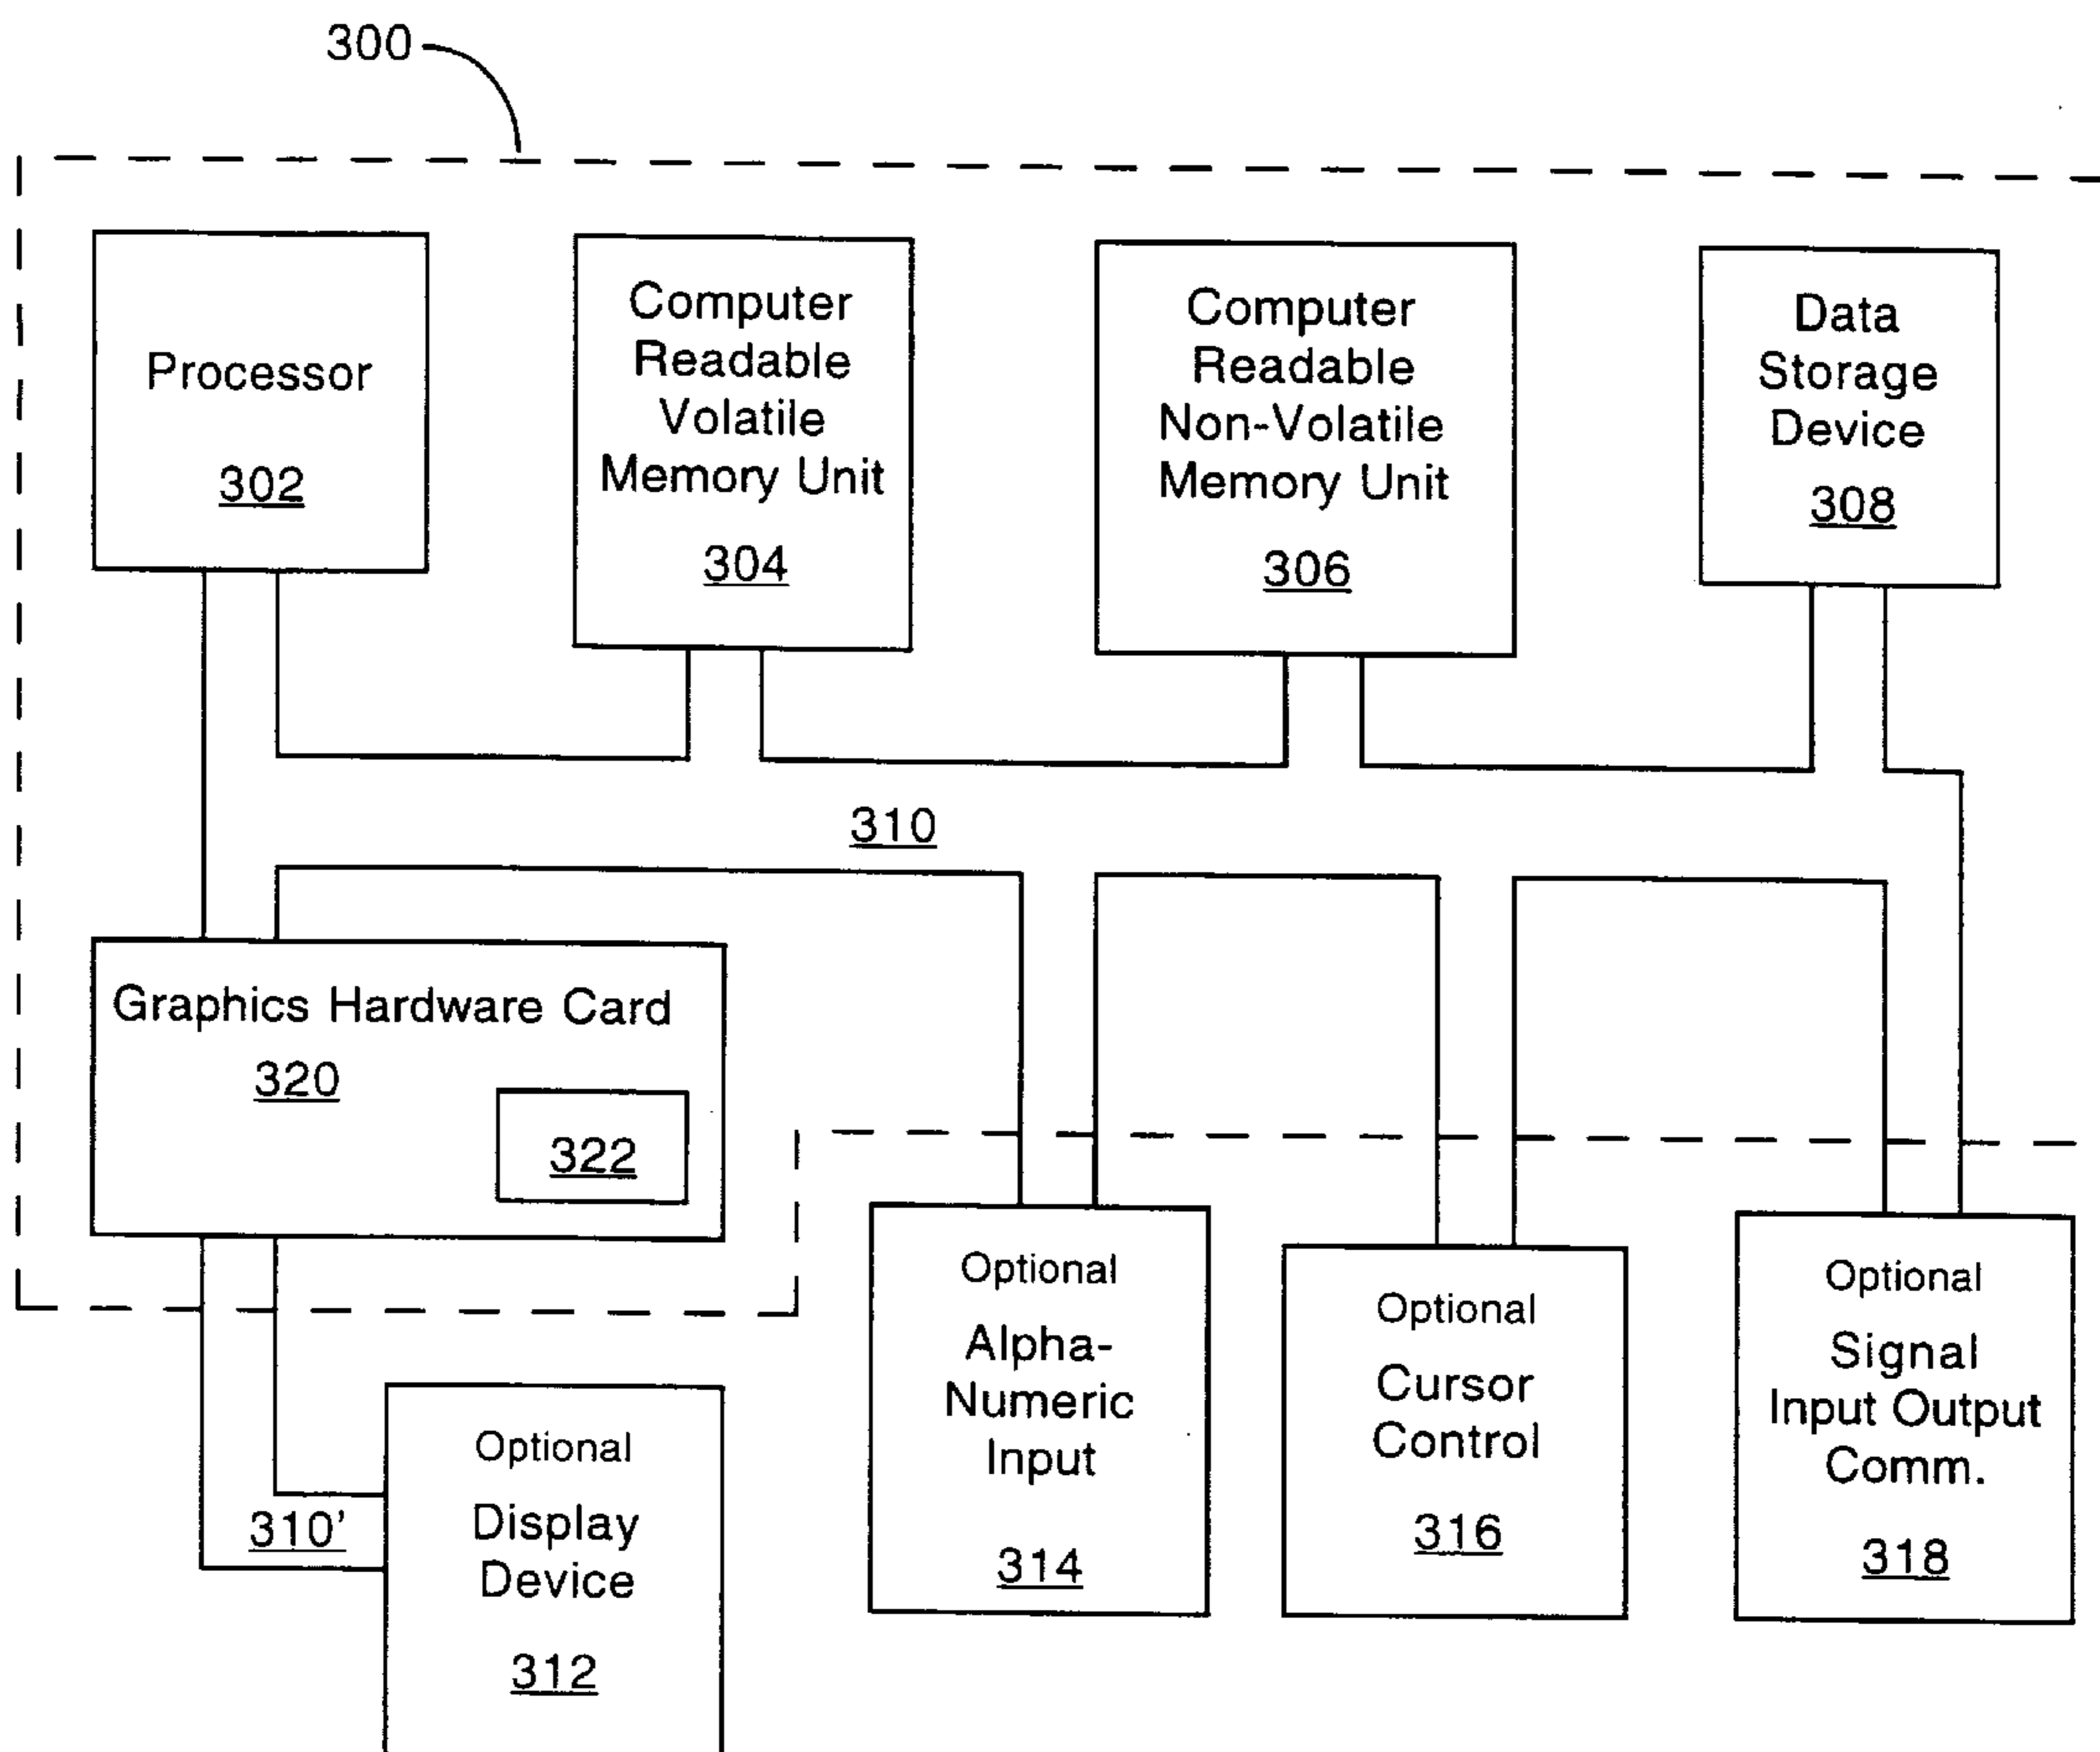 300
Processor
302
Computer
Readable
Volatile
Memory Unit
304
Computer
Readable
Non-Volatile
Memory Unit
306
Data
Storage
Device
308
310
Graphics Hardware Card
320
322
310'
Optional
Display
Device
312
Optional
Alpha-
Numeric
Input
314
Optional
Cursor
Control
316
Optional
Signal
Input Output
Comm.
318